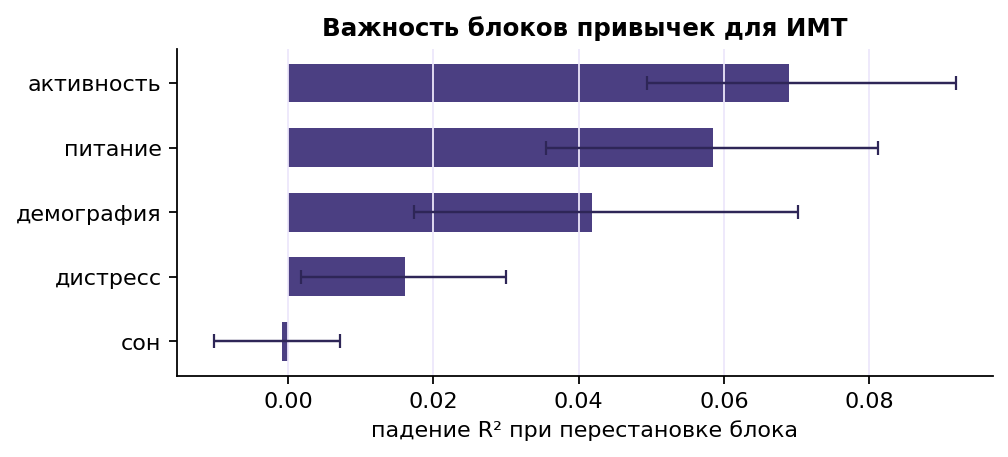 Важность блоков привычек для ИМТ
активность
питание
демография
дистресс
сон
0.00 0.02 0.04 0.06 0.08
падение R² при перестановке блока